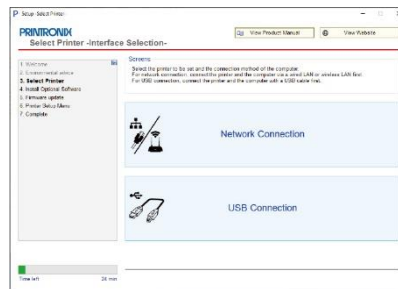 Setup - Select Printer
PRINTRONIX
View Product Manual
View Website
Select Printer -Interface Selection-
1. Welcome
2. Environmental advice
3. Select Printer
4. Install Optional Software
5. Firmware update
6. Printer Setup Menu
7. Complete
Screens
Select the printer to be set and the connection method of the computer.
For network connection, connect the printer and the computer via a wired LAN or wireless LAN first.
For USB connection, connect the printer and the computer with a USB cable first.
Network Connection
USB Connection
Time left
24 min